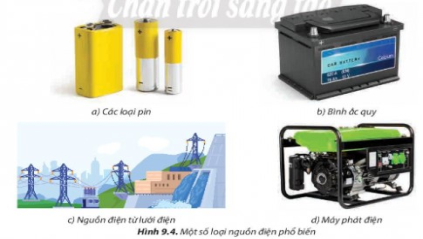 Chân trời sáng tạo
a) Các loại pin
b) Bình ắc quy
c) Nguồn điện từ lưới điện
d) Máy phát điện
Hình 9.4. Một số loại nguồn điện phổ biến